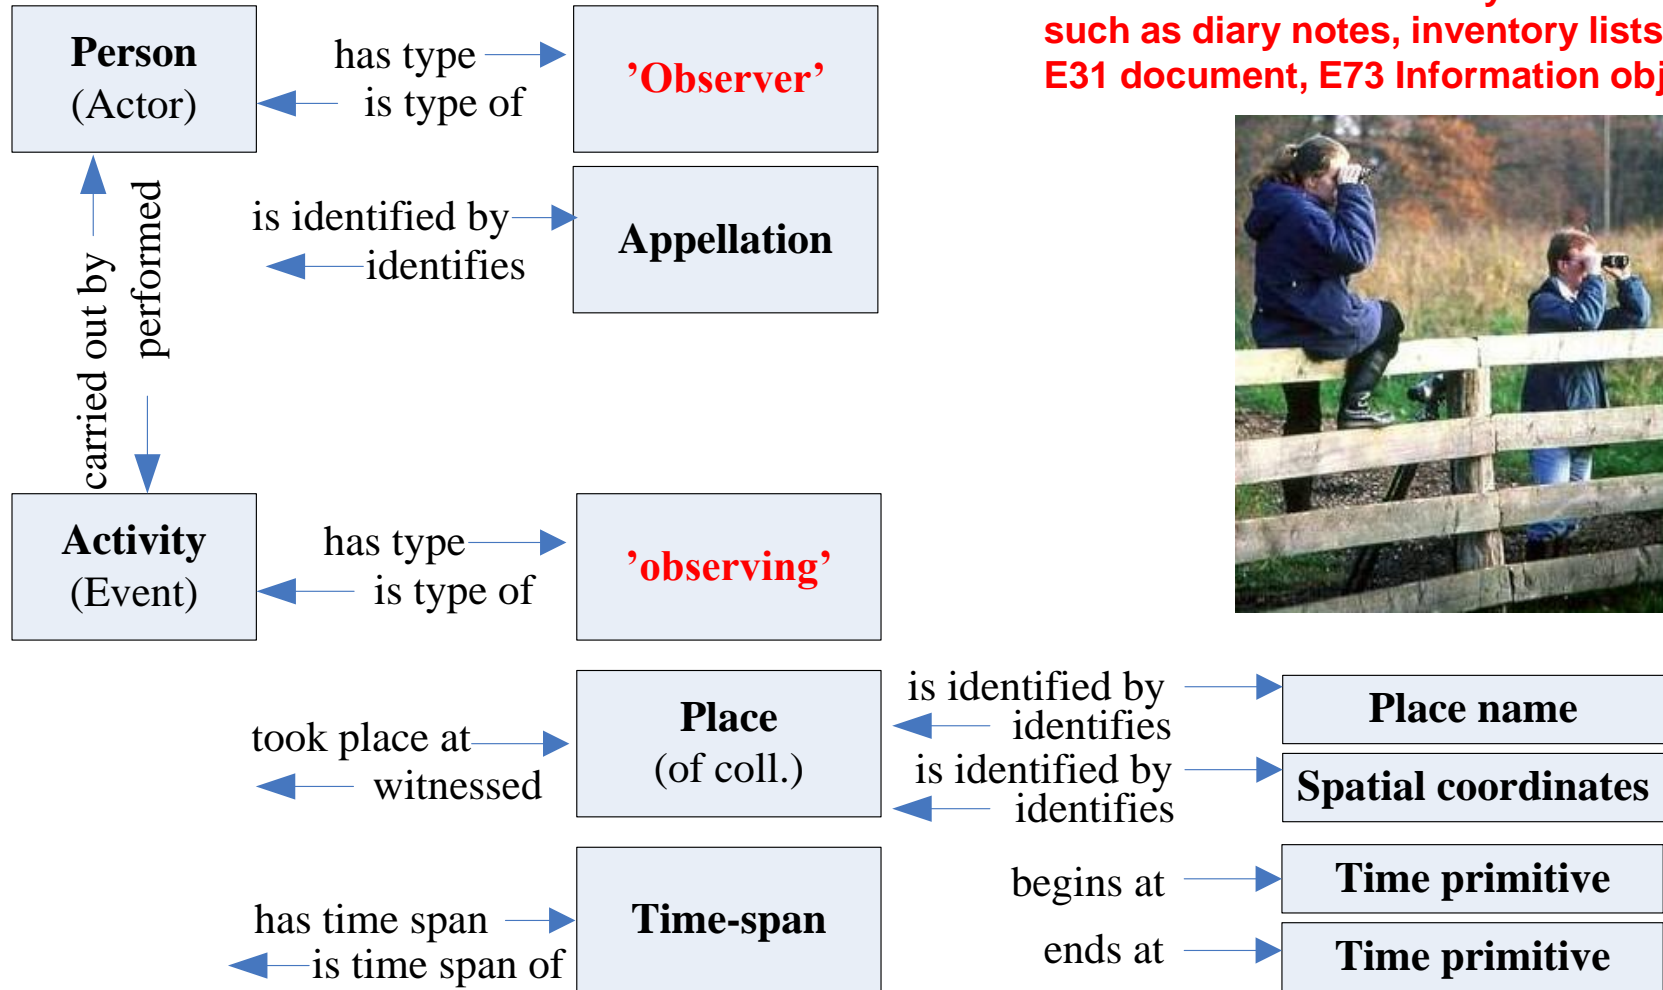 such as diary notes, inventory lists
E31 document, E73 Information obj
Person
(Actor)
has type
is type of
’Observer’
is identified by
identifies
Appellation
carried out by
performed
Activity
(Event)
has type
is type of
’observing’
took place at
witnessed
Place
(of coll.)
is identified by
identifies
Place name
is identified by
identifies
Spatial coordinates
has time span
is time span of
Time-span
begins at
Time primitive
ends at
Time primitive